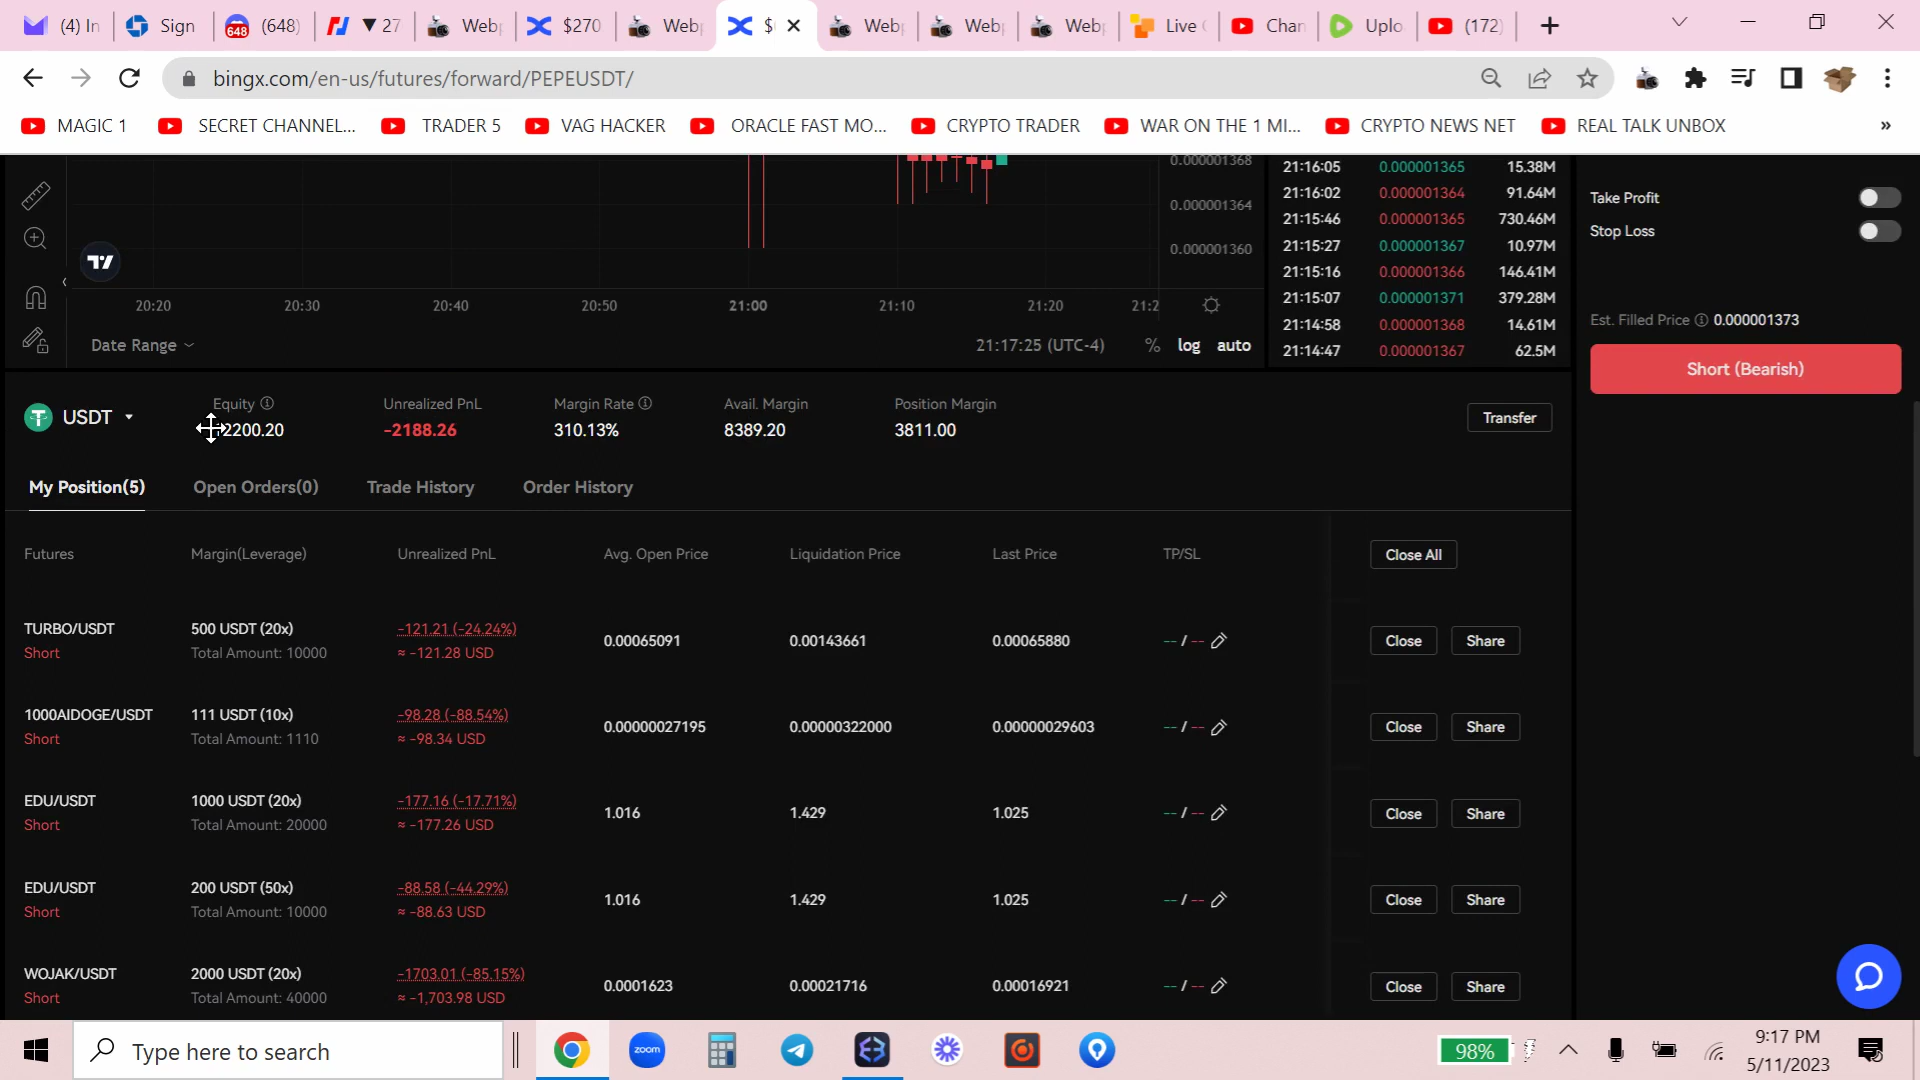 (4) In
Sign
(648)
▼ 27
Webp
$270
Webp
$
Webp
Webp
Webp
Live
Chan
Uplo
(172)
bingx.com/en-us/futures/forward/PEPEUSDT/
MAGIC 1
SECRET CHANNEL...
TRADER 5
VAG HACKER
ORACLE FAST MO...
CRYPTO TRADER
WAR ON THE 1 MI...
CRYPTO NEWS NET
REAL TALK UNBOX
»
0.000001368
0.000001364
0.000001360
20:20 20:30 20:40 20:50 21:00 21:10 21:20 21:2
Date Range
21:17:25 (UTC-4) % log auto
21:16:05 0.000001365 15.38M
21:16:02 0.000001364 91.64M
21:15:46 0.000001365 730.46M
21:15:27 0.000001367 10.97M
21:15:16 0.000001366 146.41M
21:15:07 0.000001371 379.28M
21:14:58 0.000001368 14.61M
21:14:47 0.000001367 62.5M
Take Profit
Stop Loss
Est. Filled Price 0.000001373
Short (Bearish)
USDT
Equity Unrealized PnL Margin Rate Avail. Margin Position Margin
2200.20 -2188.26 310.13% 8389.20 3811.00
Transfer
My Position(5) Open Orders(0) Trade History Order History
Futures Margin(Leverage) Unrealized PnL Avg. Open Price Liquidation Price Last Price TP/SL Close All
TURBO/USDT 500 USDT (20x) -121.21 (-24.24%) 0.00065091 0.00143661 0.00065880 -- / -- Close Share
Short Total Amount: 10000 ≈ -121.28 USD
1000AIDOGE/USDT 111 USDT (10x) -98.28 (-88.54%) 0.00000027195 0.00000322000 0.00000029603 -- / -- Close Share
Short Total Amount: 1110 ≈ -98.34 USD
EDU/USDT 1000 USDT (20x) -177.16 (-17.71%) 1.016 1.429 1.025 -- / -- Close Share
Short Total Amount: 20000 ≈ -177.26 USD
EDU/USDT 200 USDT (50x) -88.58 (-44.29%) 1.016 1.429 1.025 -- / -- Close Share
Short Total Amount: 10000 ≈ -88.63 USD
WOJAK/USDT 2000 USDT (20x) -1703.01 (-85.15%) 0.0001623 0.00021716 0.00016921 -- / -- Close Share
Short Total Amount: 40000 ≈ -1,703.98 USD
Type here to search
zoom
98%
9:17 PM
5/11/2023